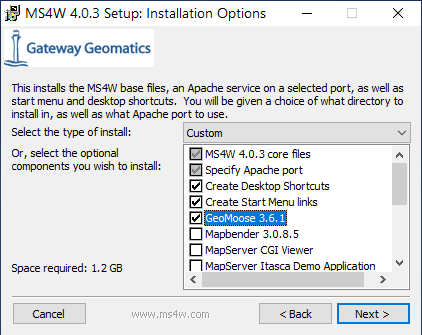 MS4W 4.0.3 Setup: Installation Options
Gateway Geomatics
This installs the MS4W base files, an Apache service on a selected port, as well as
start menu and desktop shortcuts.  You will be given a choice of what directory to
install in, as well as what Apache port to use.
Select the type of install:
Custom
Or, select the optional
components you wish to install:
MS4W 4.0.3 core files
Specify Apache port
Create Desktop Shortcuts
Create Start Menu links
GeoMoose 3.6.1
Mapbender 3.0.8.5
MapServer CGI Viewer
MapServer Itasca Demo Application
Space required: 1.2 GB
Cancel
www.ms4w.com
< Back
Next >